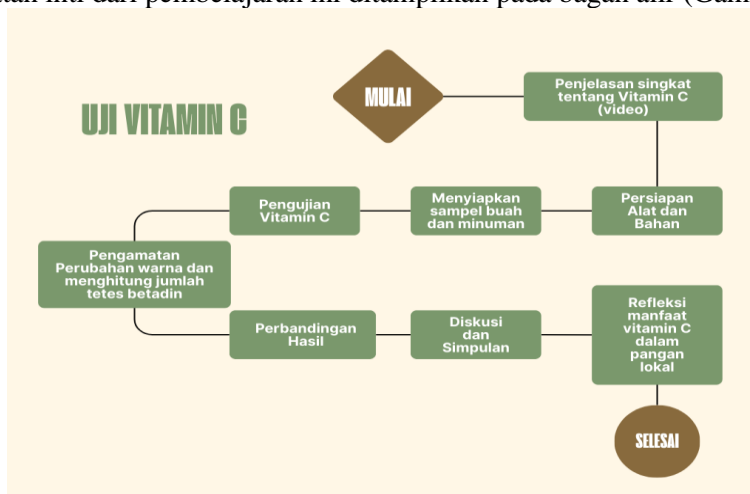 UJI VITAMIN C
MULAI
Penjelasan singkat
tentang Vitamin C
(video)
Persiapan
Alat dan
Bahan
Menyiapkan
sampel buah
dan minuman
Pengujian
Vitamin C
Pengamatan
Perubahan warna dan
menghitung jumlah
tetes betadin
Perbandingan
Hasil
Diskusi
dan
Simpulan
Refleksi
manfaat
vitamin C
dalam
pangan
lokal
SELESAI